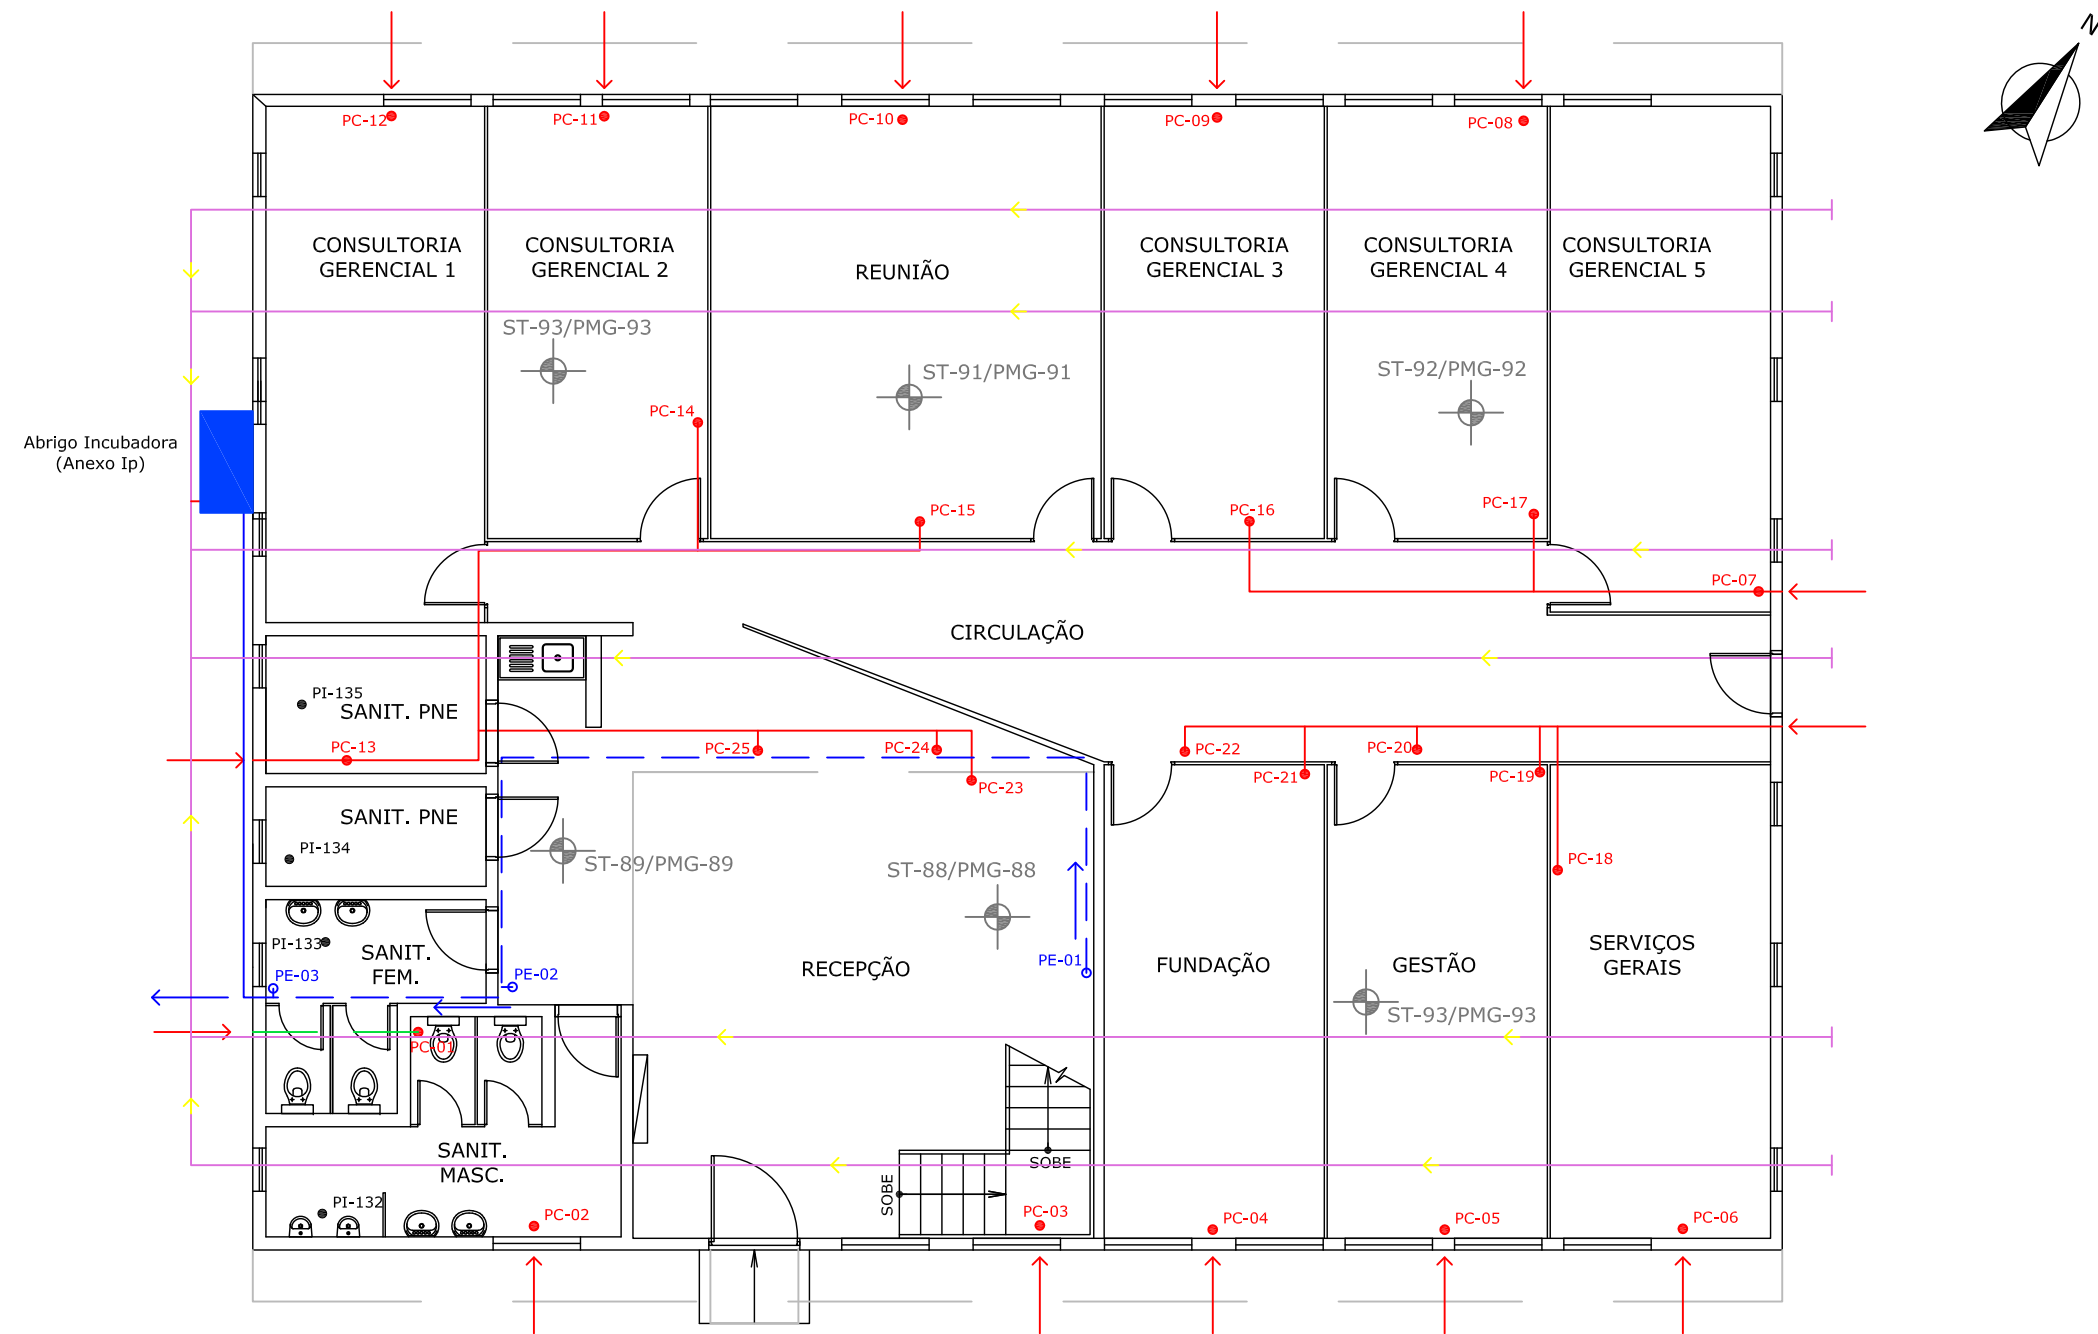 N
PC-12
PC-11
PC-10
PC-09
PC-08
CONSULTORIA
GERENCIAL 1
CONSULTORIA
GERENCIAL 2
REUNIÃO
CONSULTORIA
GERENCIAL 3
CONSULTORIA
GERENCIAL 4
CONSULTORIA
GERENCIAL 5
ST-93/PMG-93
ST-91/PMG-91
ST-92/PMG-92
PC-14
Abrigo Incubadora
(Anexo Ip)
PC-15
PC-16
PC-17
PC-07
CIRCULAÇÃO
PI-135
SANIT. PNE
PC-13
PC-25
PC-24
PC-23
PC-22
PC-21
PC-20
PC-19
SANIT. PNE
PI-134
ST-89/PMG-89
ST-88/PMG-88
PC-18
PI-133
SANIT.
FEM.
PE-03
PE-02
RECEPÇÃO
PE-01
FUNDAÇÃO
GESTÃO
SERVIÇOS
GERAIS
ST-93/PMG-93
PC-01
SANIT.
MASC.
SOBE
SOBE
PI-132
PC-02
PC-03
PC-04
PC-05
PC-06